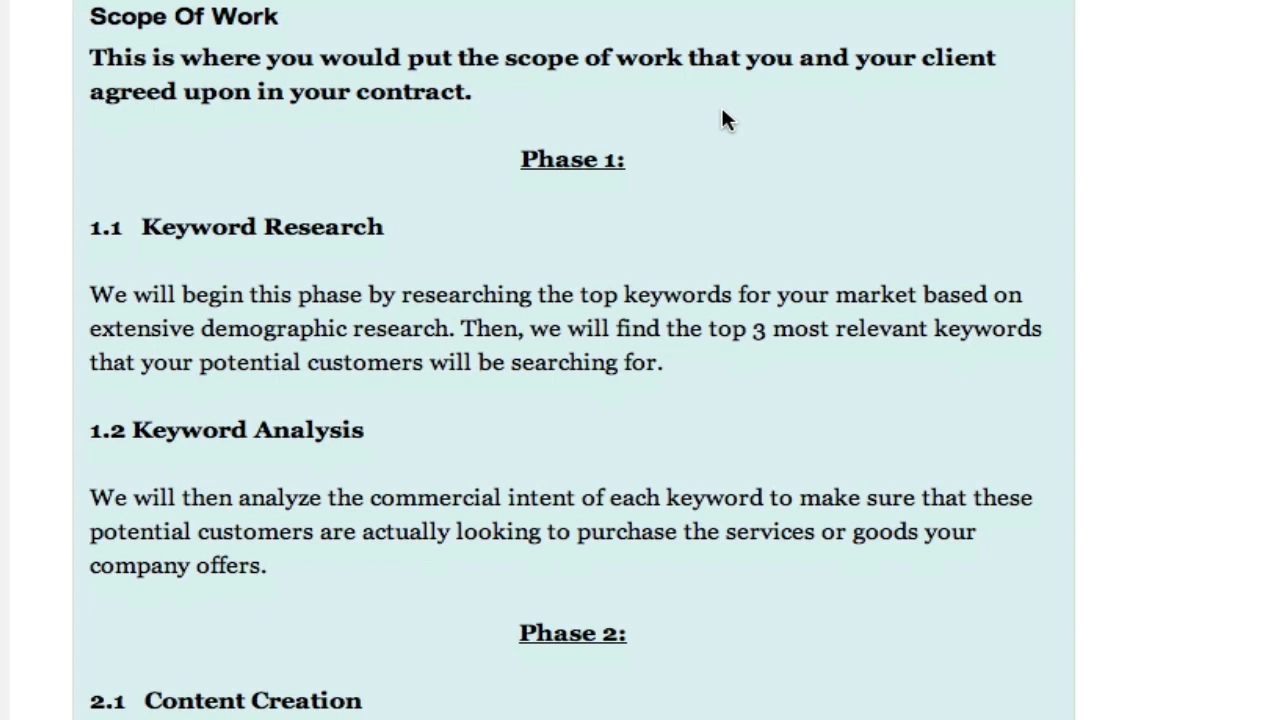 Scope Of Work
This is where you would put the scope of work that you and your client
agreed upon in your contract.
Phase 1:
1.1 Keyword Research
We will begin this phase by researching the top keywords for your market based on
extensive demographic research. Then, we will find the top 3 most relevant keywords
that your potential customers will be searching for.
1.2 Keyword Analysis
We will then analyze the commercial intent of each keyword to make sure that these
potential customers are actually looking to purchase the services or goods your
company offers.
Phase 2:
2.1 Content Creation